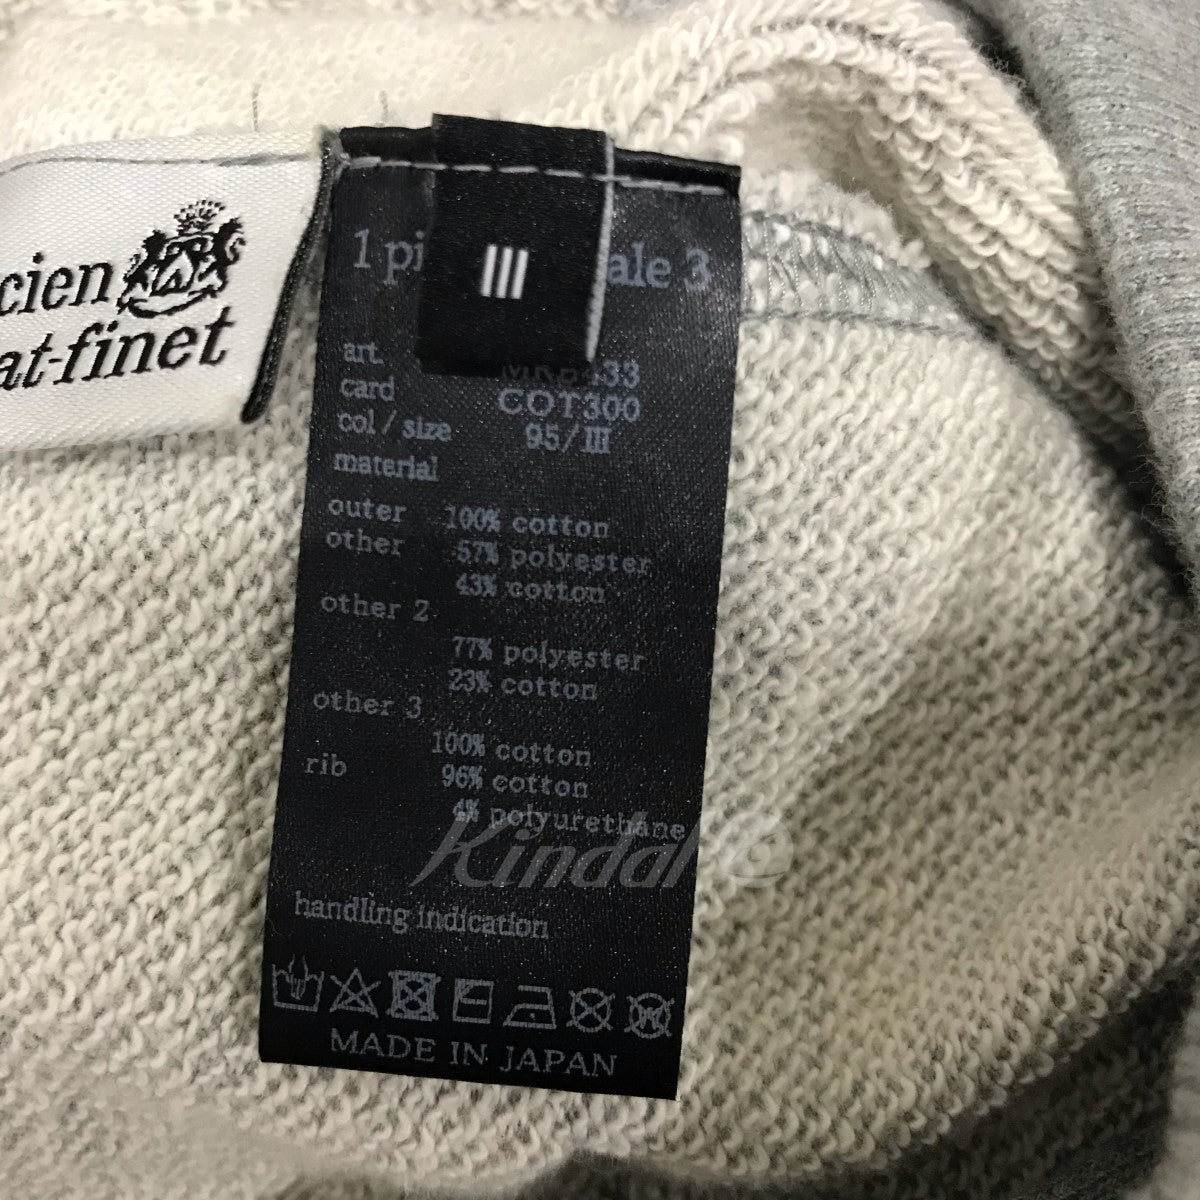 cien
at-finet
III
1 pi ale 3
art. MRB433
card COT300
col / size 95/III
material
outer 100% cotton
other 57% polyester
43% cotton
other 2
77% polyester
23% cotton
other 3
100% cotton
rib 96% cotton
4% polyurethane
Kindal
handling indication
MADE IN JAPAN